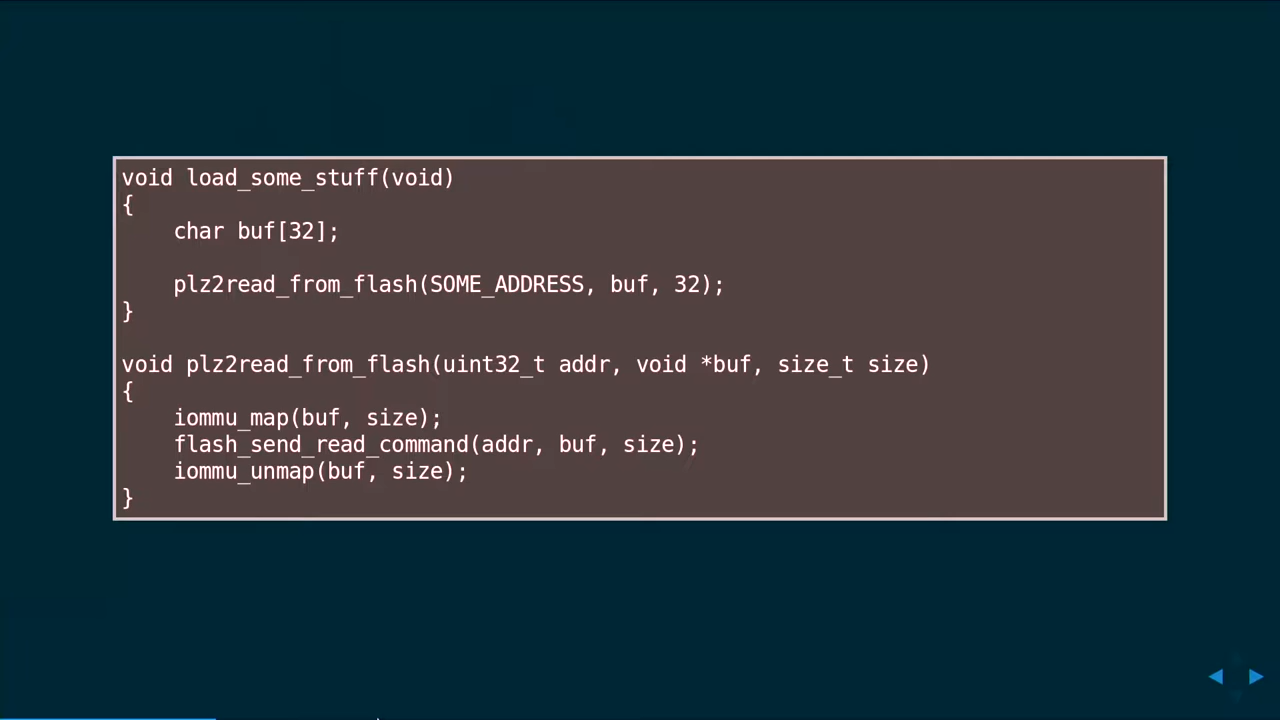 void load_some_stuff(void)
{
    char buf[32];

    plz2read_from_flash(SOME_ADDRESS, buf, 32);
}

void plz2read_from_flash(uint32_t addr, void *buf, size_t size)
{
    iommu_map(buf, size);
    flash_send_read_command(addr, buf, size);
    iommu_unmap(buf, size);
}